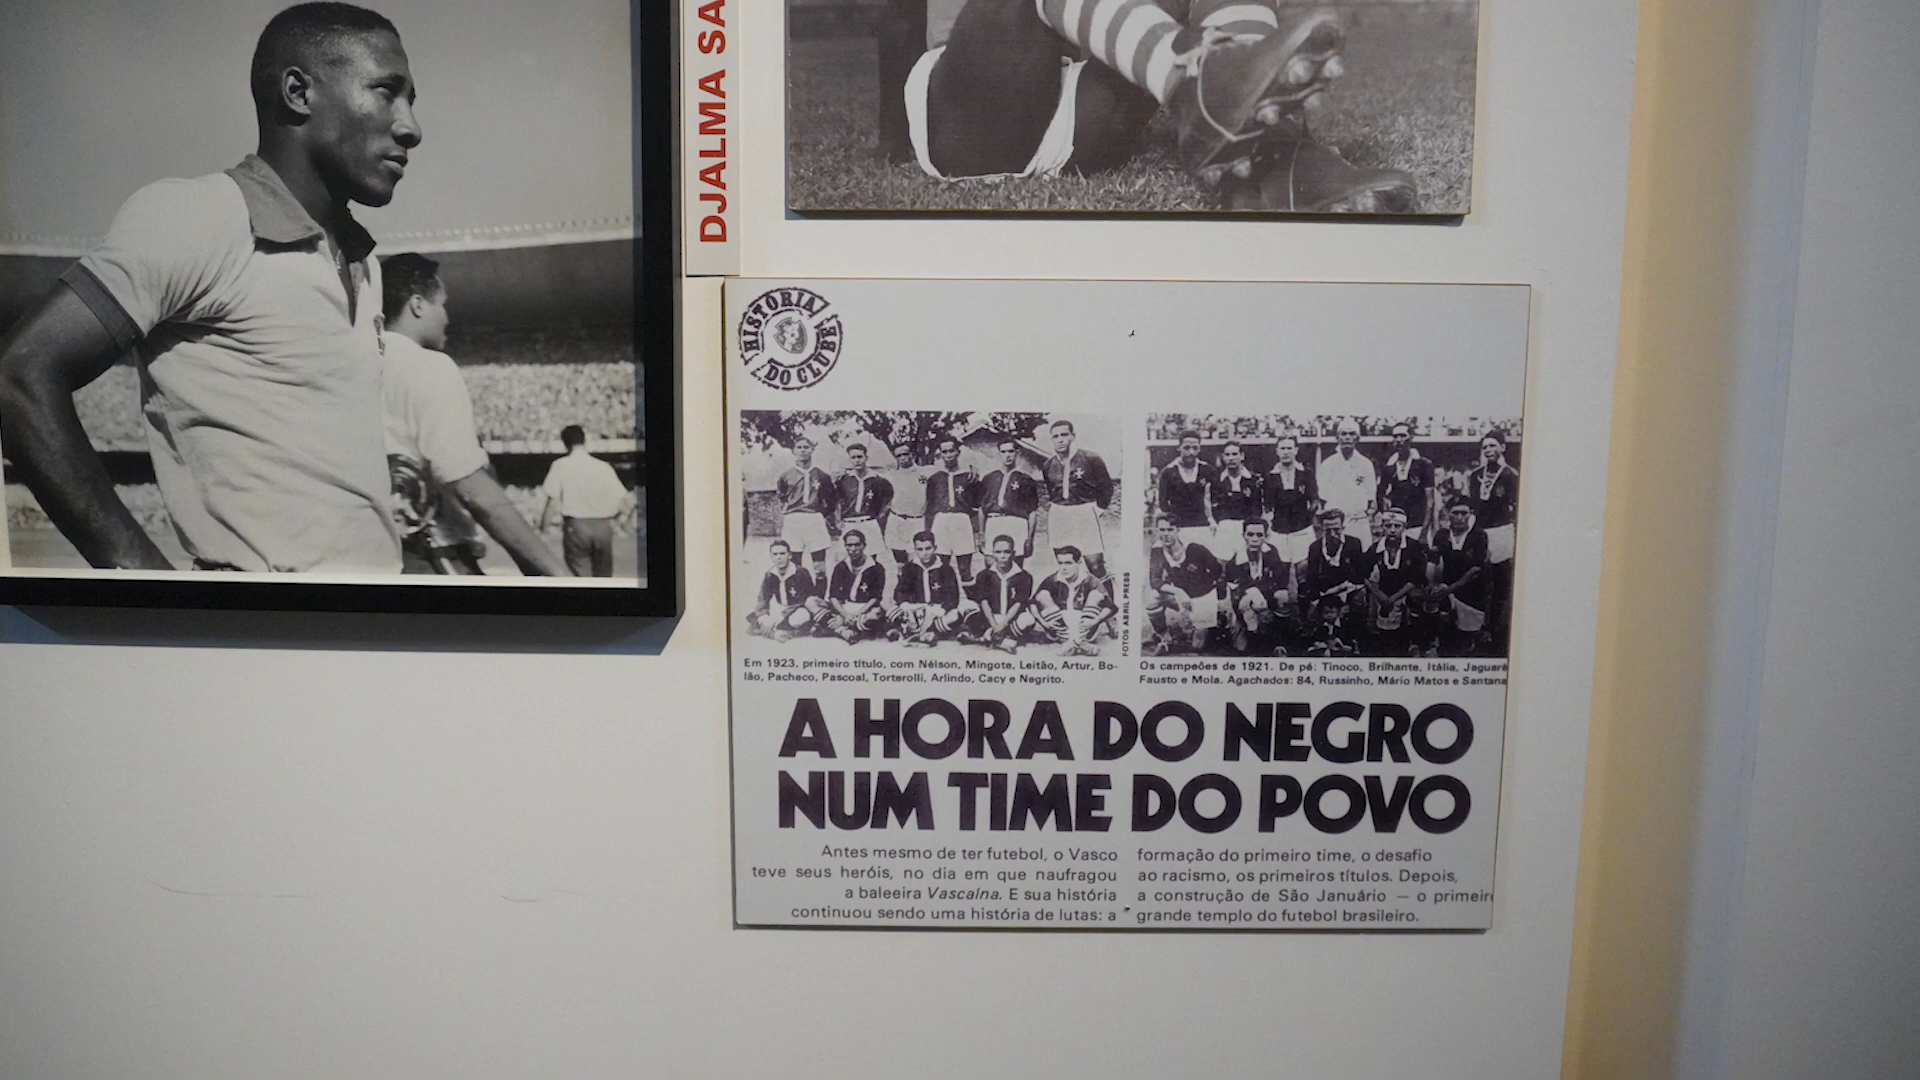 DJALMA SA
HISTÓRIA
DO CLUBE
FOTOS ABRIL PRESS
Em 1923, primeiro título, com Nélson, Mingote, Leitão, Artur, Bo-
lão, Pacheco, Pascoal, Torterolli, Arlindo, Cacy e Negrito.
Os campeões de 1921. De pé: Tinoco, Brilhante, Itália, Jaguaré
Fausto e Mola. Agachados: 84, Russinho, Mário Matos e Santana
A HORA DO NEGRO
NUM TIME DO POVO
Antes mesmo de ter futebol, o Vasco
teve seus heróis, no dia em que naufragou
a baleeira Vascaína. E sua história
continuou sendo uma história de lutas: a
formação do primeiro time, o desafio
ao racismo, os primeiros títulos. Depois,
a construção de São Januário — o primeir
grande templo do futebol brasileiro.